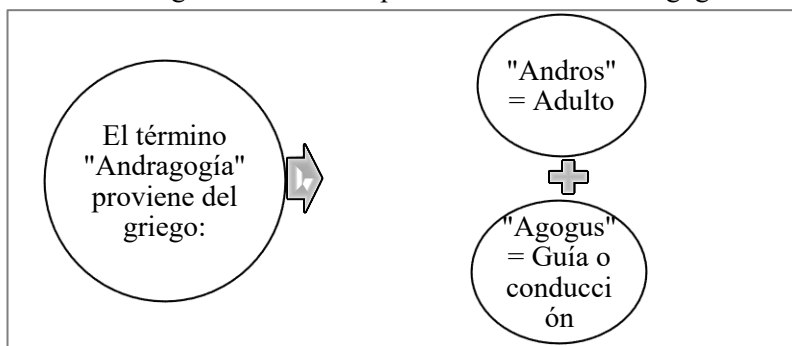 El término
"Andragogía"
proviene del
griego:
"Andros"
= Adulto
"Agogus"
= Guía o
conducci
ón